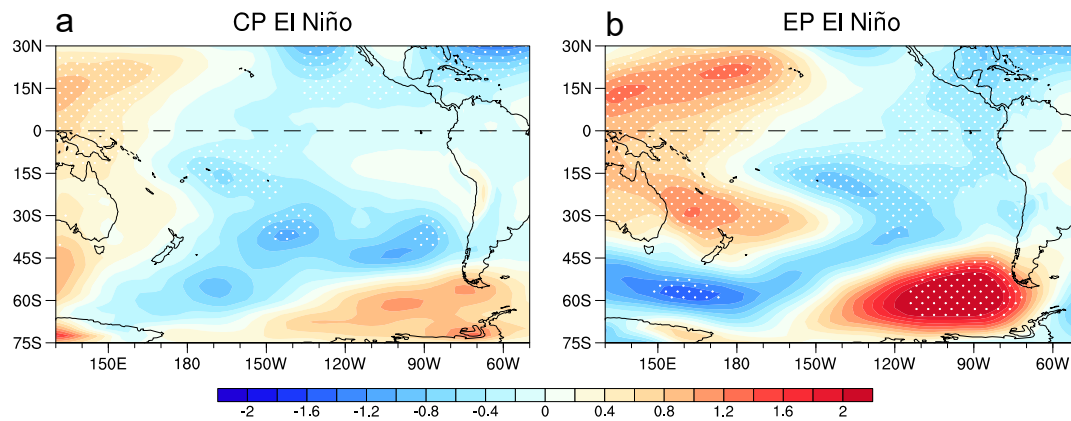 a CP El Niño
b EP El Niño
30N
15N
0
15S
30S
45S
60S
75S
150E 180 150W 120W 90W 60W
30N
15N
0
15S
30S
45S
60S
75S
150E 180 150W 120W 90W 60W
-2 -1.6 -1.2 -0.8 -0.4 0 0.4 0.8 1.2 1.6 2